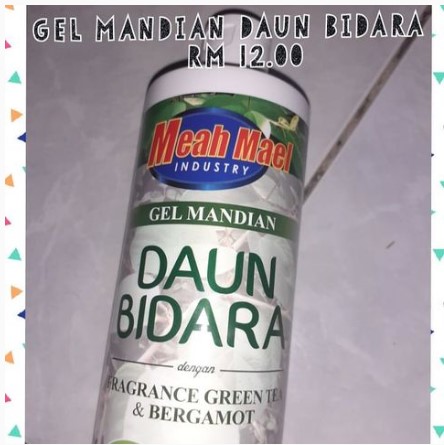 GEL MANDIAN DAUN BIDARA
RM 12.00
Meah Mael
INDUSTRY
GEL MANDIAN
DAUN
BIDARA
dengan
FRAGRANCE GREEN TEA
& BERGAMOT